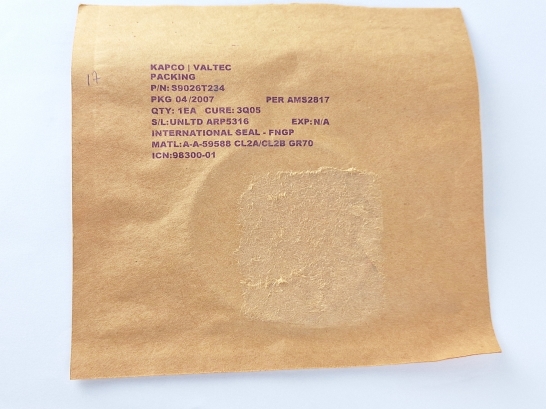 KAPCO | VALTEC
PACKING
P/N: S9026T234
PKG 04/2007 PER AMS2817
QTY: 1EA CURE: 3Q05
S/L:UNLTD ARP5316 EXP:N/A
INTERNATIONAL SEAL - FNGP
MATL:A-A-59588 CL2A/CL2B GR70
ICN:98300-01